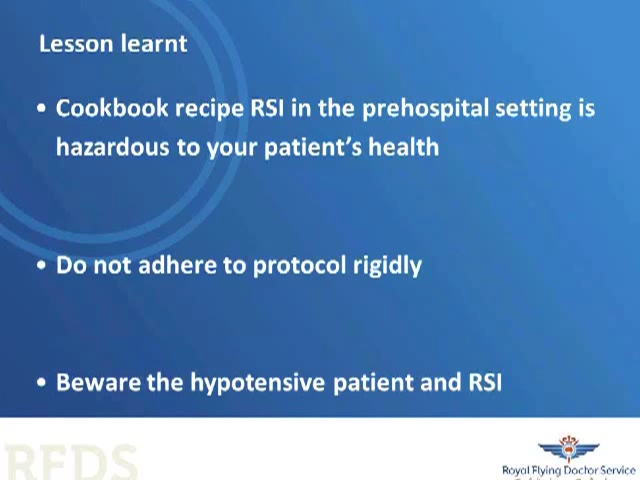 Lesson learnt
• Cookbook recipe RSI in the prehospital setting is
hazardous to your patient’s health
• Do not adhere to protocol rigidly
• Beware the hypotensive patient and RSI
RFDS
Royal Flying Doctor Service